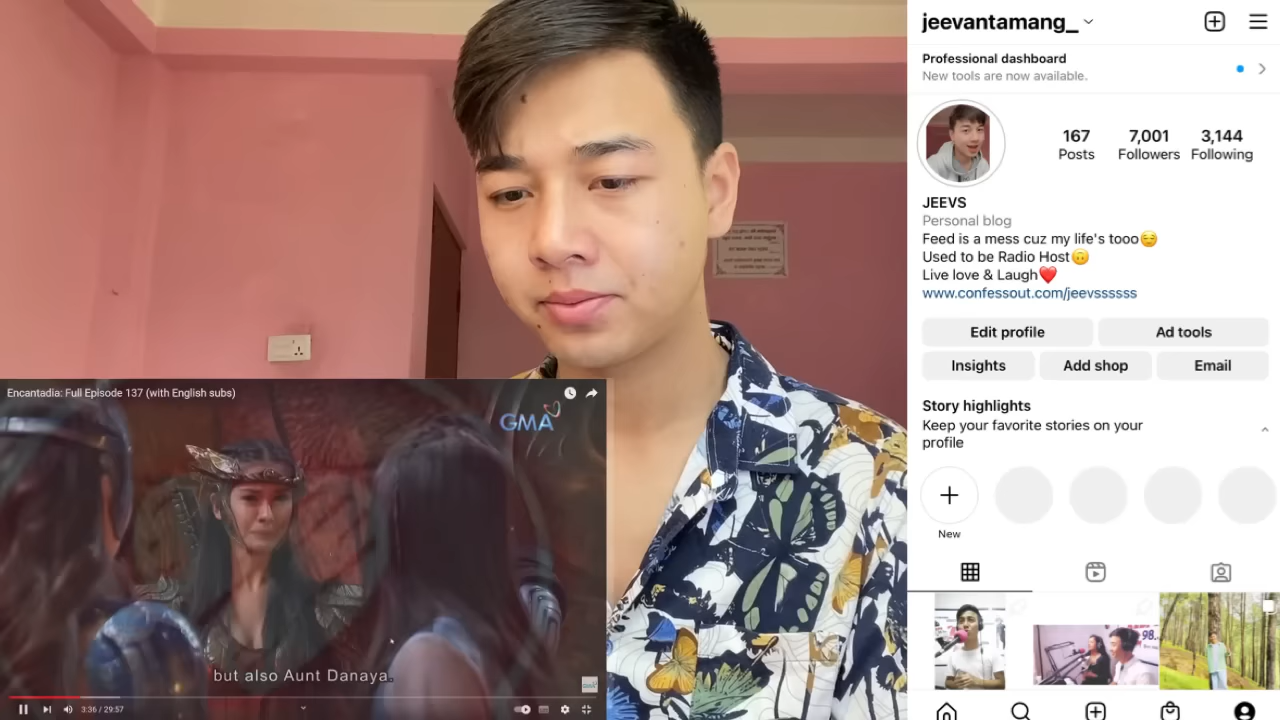 Encantadia: Full Episode 137 (with English subs)
GMA
but also Aunt Danaya.
3:36 / 29:57
jeevantamang_
Professional dashboard
New tools are now available.
167
7,001
3,144
Posts
Followers
Following
JEEVS
Personal blog
Feed is a mess cuz my life's tooo😌
Used to be Radio Host🙃
Live love & Laugh❤️
www.confessout.com/jeevssssss
Edit profile
Ad tools
Insights
Add shop
Email
Story highlights
Keep your favorite stories on your
profile
New
98.